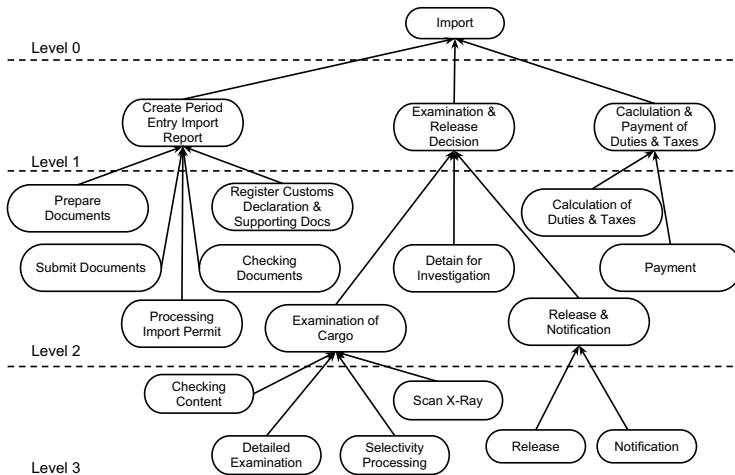 Import
Level 0
Create Period
Entry Import
Report
Examination &
Release
Decision
Caclulation &
Payment of
Duties & Taxes
Level 1
Prepare
Documents
Register Customs
Declaration &
Supporting Docs
Calculation of
Duties & Taxes
Submit Documents
Checking
Documents
Detain for
Investigation
Payment
Processing
Import Permit
Examination of
Cargo
Release &
Notification
Level 2
Checking
Content
Scan X-Ray
Detailed
Examination
Selectivity
Processing
Release
Notification
Level 3